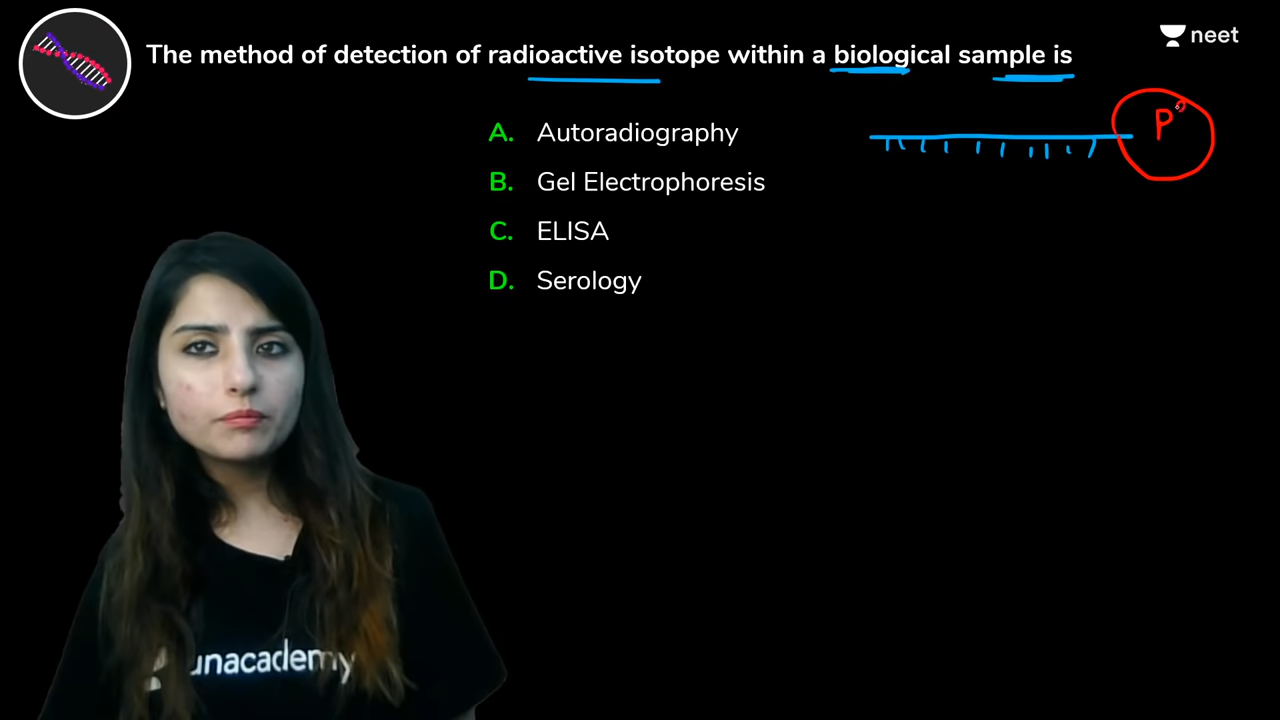 The method of detection of radioactive isotope within a biological sample is
neet
A. Autoradiography
B. Gel Electrophoresis
C. ELISA
D. Serology
P
unacademy